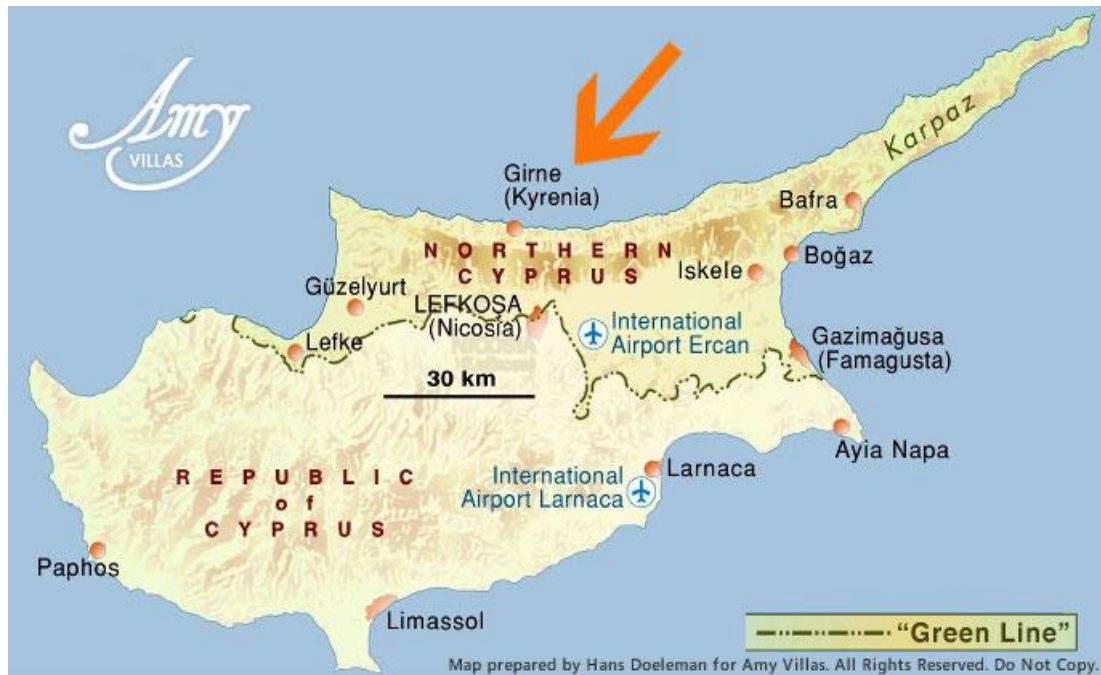 Amy
VILLAS
Karpaz
Girne
(Kyrenia)
Bafra
NORTHERN
CYPRUS
Boğaz
Iskele
Güzelyurt
LEFKOŞA
(Nicosia)
International
Airport Ercan
Gazimağusa
(Famagusta)
Lefke
30 km
Ayia Napa
REPUBLIC
of
CYPRUS
International
Airport Larnaca
Larnaca
Paphos
Limassol
"Green Line"
Map prepared by Hans Doeleman for Amy Villas. All Rights Reserved. Do Not Copy.